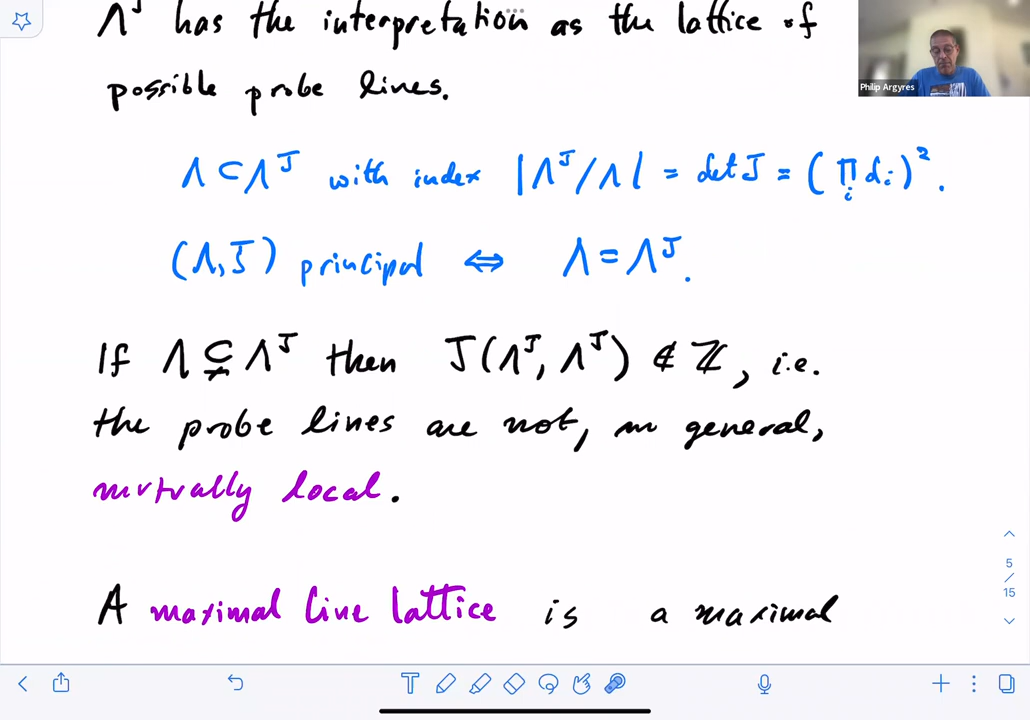 Λ^J has the interpretation as the lattice of
possible probe lines.
Λ ⊂ Λ^J with index |Λ^J/Λ| = det J = (∏_i d_i)^2.
(Λ, J) principal ⇔ Λ = Λ^J.
If Λ ⊊ Λ^J then J(Λ^J, Λ^J) ∉ ℤ, i.e.
the probe lines are not, in general,
mutually local.
A maximal line lattice is a maximal
Philip Argyres
5
/
15
T